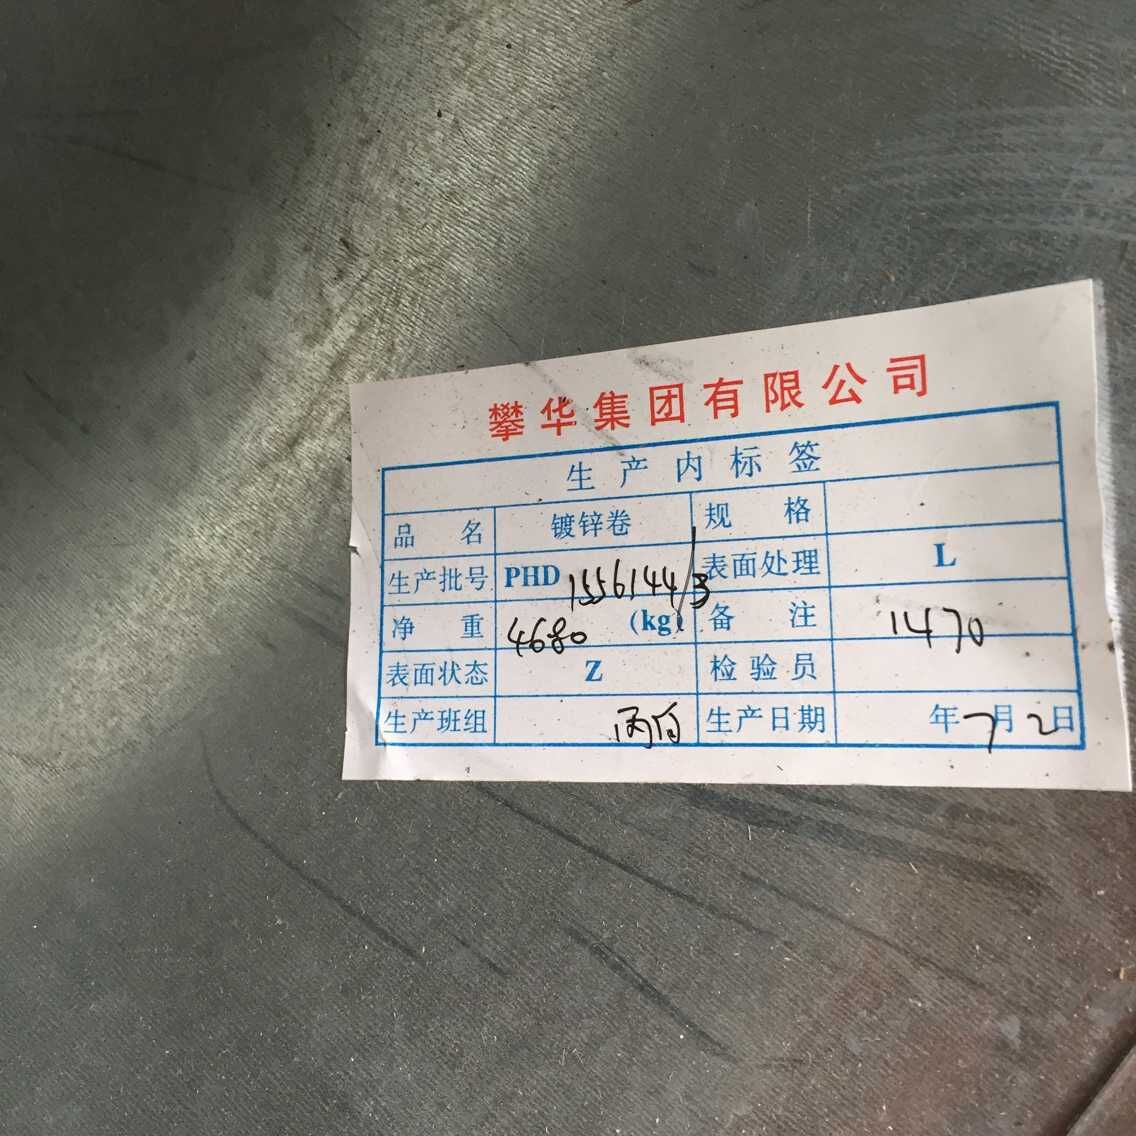 攀华集团有限公司
生产内标签
品名 镀锌卷 规格
生产批号 PHD 1556144/3 表面处理 L
净重 4680 (kg) 备注 1470
表面状态 Z 检验员
生产班组 丙白 生产日期 年7月2日